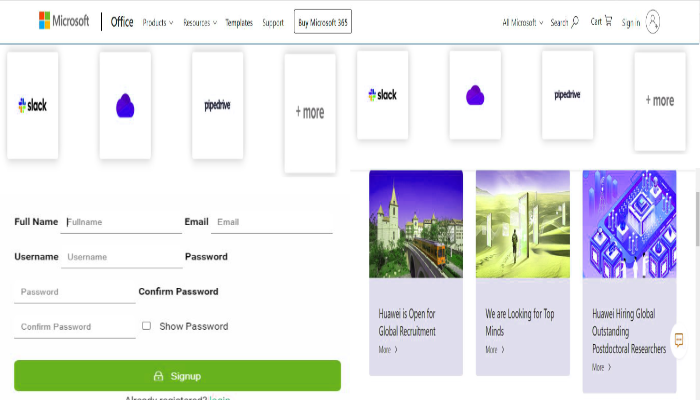 Microsoft Office Products Resources Templates Support Buy Microsoft 365 All Microsoft Search Cart Sign in
slack
pipedrive
+ more
slack
pipedrive
+ more
Full Name Fullname Email Email
Username Username Password
Password Confirm Password
Confirm Password Show Password
Signup
Already registered? login
Huawei is Open for
Global Recruitment
More
We are Looking for Top
Minds
More
Huawei Hiring Global
Outstanding
Postdoctoral Researchers
More